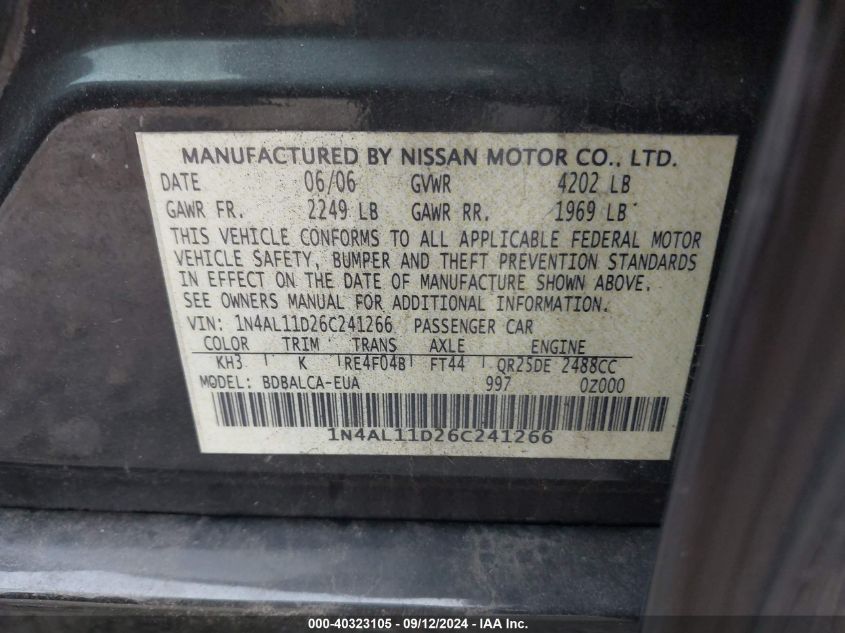 MANUFACTURED BY NISSAN MOTOR CO., LTD.
DATE 06/06 GVWR 4202 LB
GAWR FR. 2249 LB GAWR RR. 1969 LB
THIS VEHICLE CONFORMS TO ALL APPLICABLE FEDERAL MOTOR
VEHICLE SAFETY, BUMPER AND THEFT PREVENTION STANDARDS
IN EFFECT ON THE DATE OF MANUFACTURE SHOWN ABOVE.
SEE OWNERS MANUAL FOR ADDITIONAL INFORMATION.
VIN: 1N4AL11D26C241266 PASSENGER CAR
COLOR TRIM TRANS AXLE ENGINE
KH3 K RE4F04B FT44 QR25DE 2488CC
MODEL: BDBALCA-EUA 997 0Z000
1N4AL11D26C241266
000-40323105 - 09/12/2024 - IAA Inc.